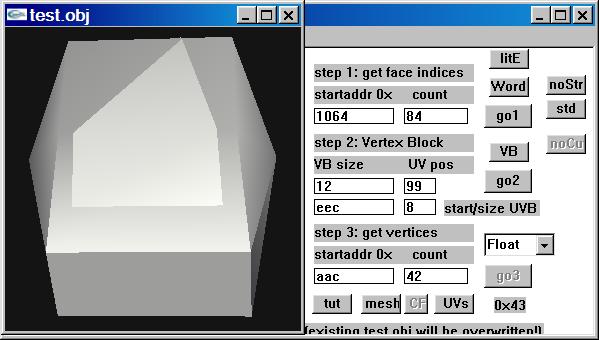 test.obj
litE
step 1: get face indices
Word
noStr
startaddr 0x count
std
1064 84
go1
step 2: Vertex Block
noCu
VB
VB size UV pos
go2
12 99
eec 8 start/size UVB
step 3: get vertices
Float
startaddr 0x count
aac 42
go3
tut mesh CF UVs 0x43
(existing test.obj will be overwritten!)